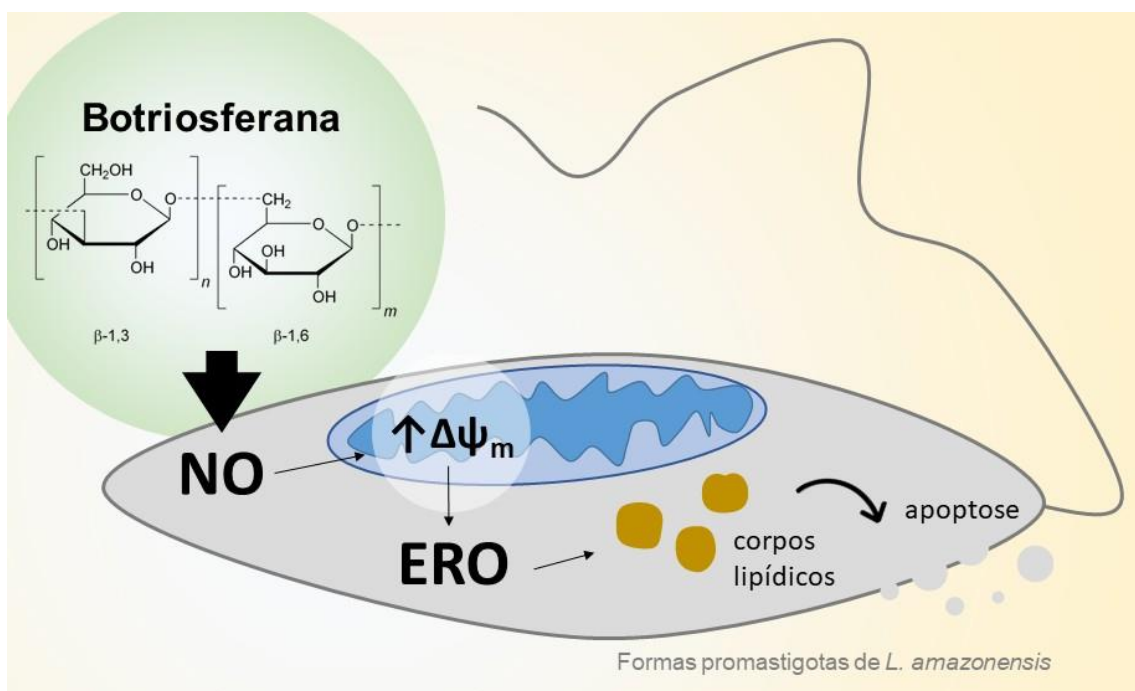 Botriosferana
CH₂OH
O
O
CH₂
O
O
OH
OH
n
OH
OH
OH
OH
m
β-1,3
β-1,6
↑Δψm
NO
ERO
corpos
lipídicos
apoptose
Formas promastigotas de L. amazonensis